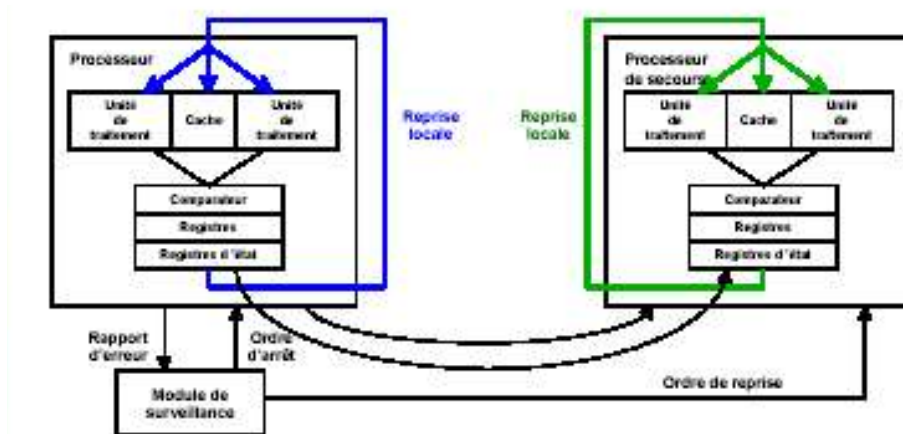 Processeur
Unité
de
traitement
Cache
Unité
de
traitement
Comparateur
Registres
Registres d'état
Reprise
locale
Reprise
locale
Processeur
de secours
Unité
de
traitement
Cache
Unité
de
traitement
Comparateur
Registres
Registres d'état
Rapport
d'erreur
Ordre
d'arrêt
Module de
surveillance
Ordre de reprise